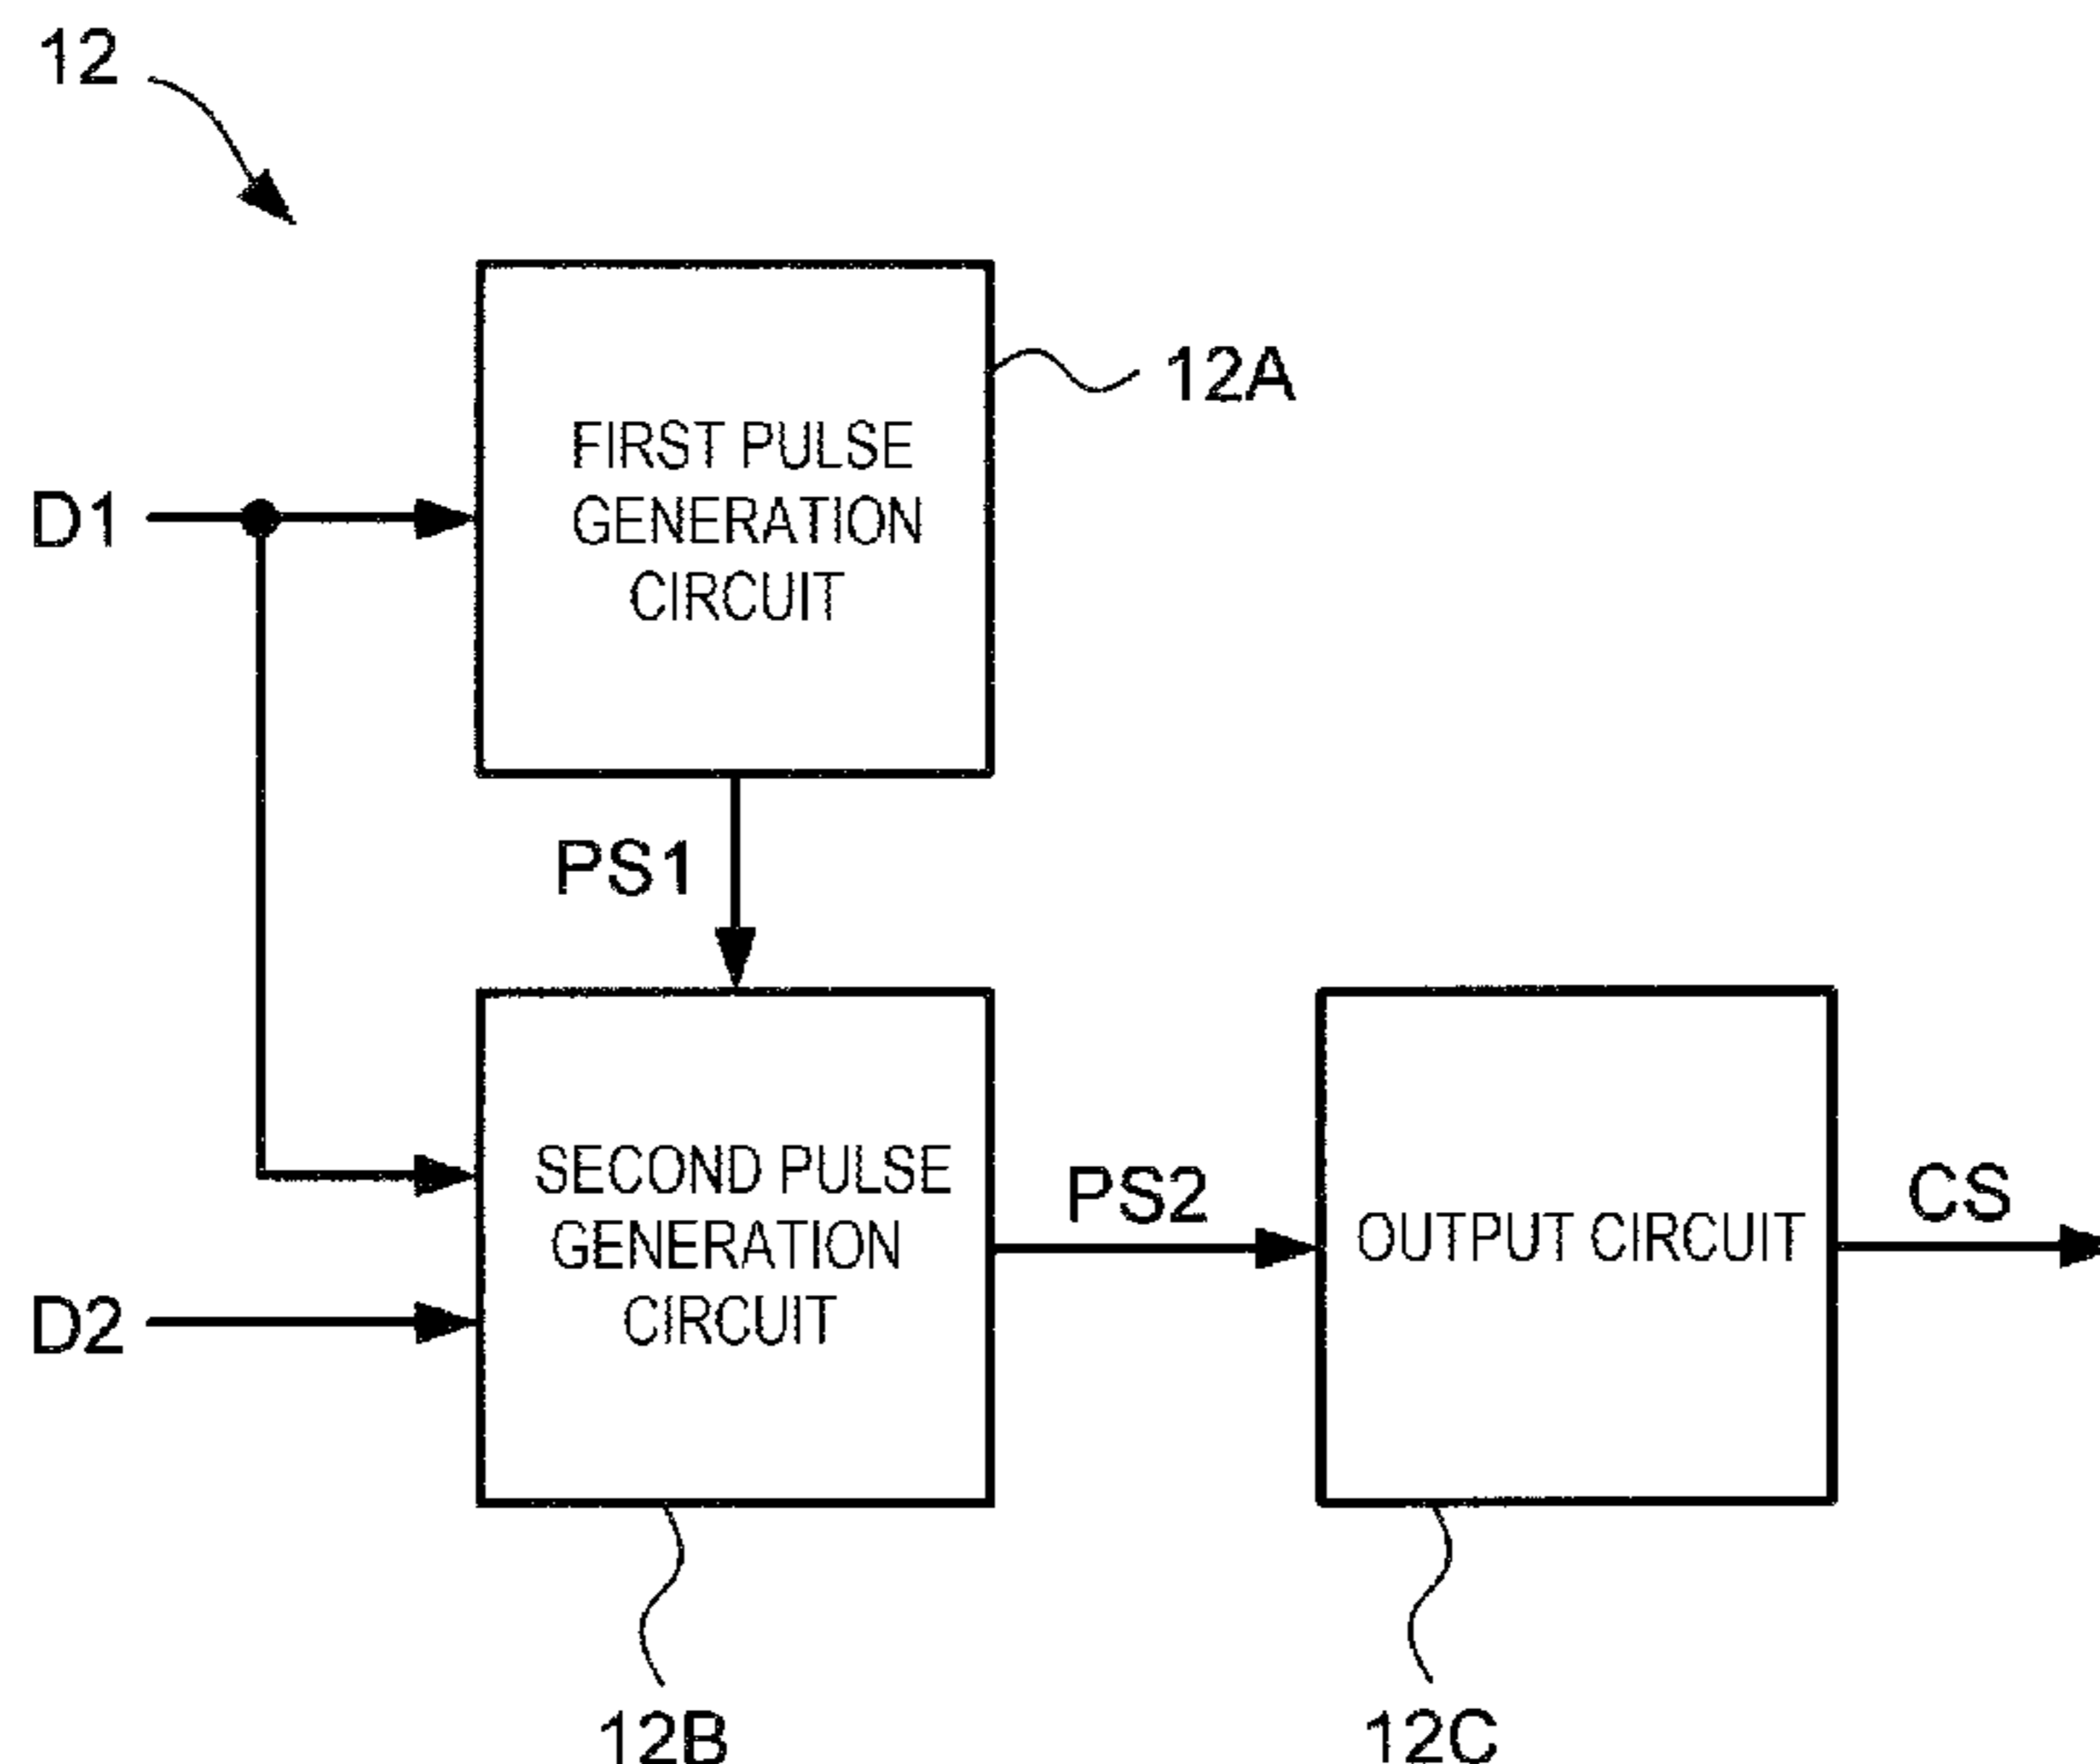 12
FIRST PULSE
GENERATION
CIRCUIT
12A
D1
PS1
SECOND PULSE
GENERATION
CIRCUIT
D2
PS2
OUTPUT CIRCUIT
CS
12B
12C